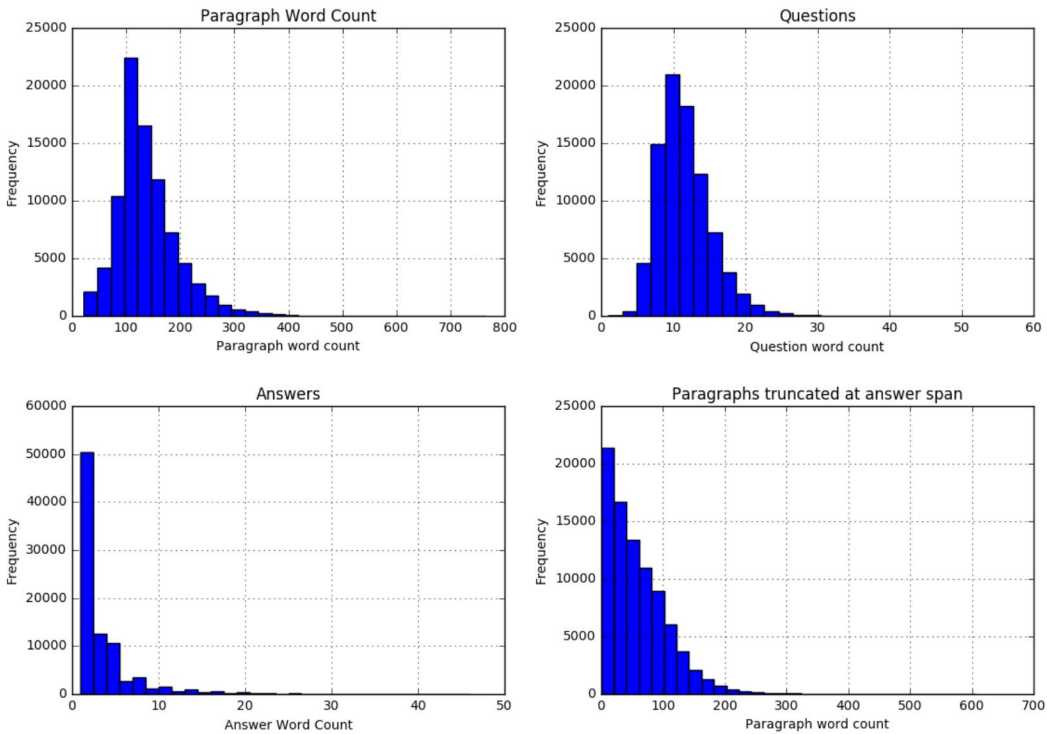 Paragraph Word Count
25000
20000
15000
10000
5000
0
Frequency
0 100 200 300 400 500 600 700 800
Paragraph word count
Questions
25000
20000
15000
10000
5000
0
Frequency
0 10 20 30 40 50 60
Question word count
Answers
60000
50000
40000
30000
20000
10000
0
Frequency
0 10 20 30 40 50
Answer Word Count
Paragraphs truncated at answer span
25000
20000
15000
10000
5000
0
Frequency
0 100 200 300 400 500 600 700
Paragraph word count